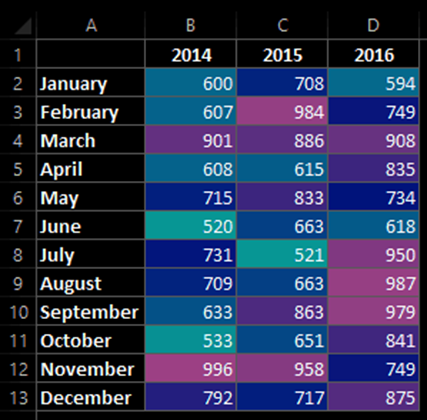 A B C D
1 2014 2015 2016
2 January 600 708 594
3 February 607 984 749
4 March 901 886 908
5 April 608 615 835
6 May 715 833 734
7 June 520 663 618
8 July 731 521 950
9 August 709 663 987
10 September 633 863 979
11 October 533 651 841
12 November 996 958 749
13 December 792 717 875